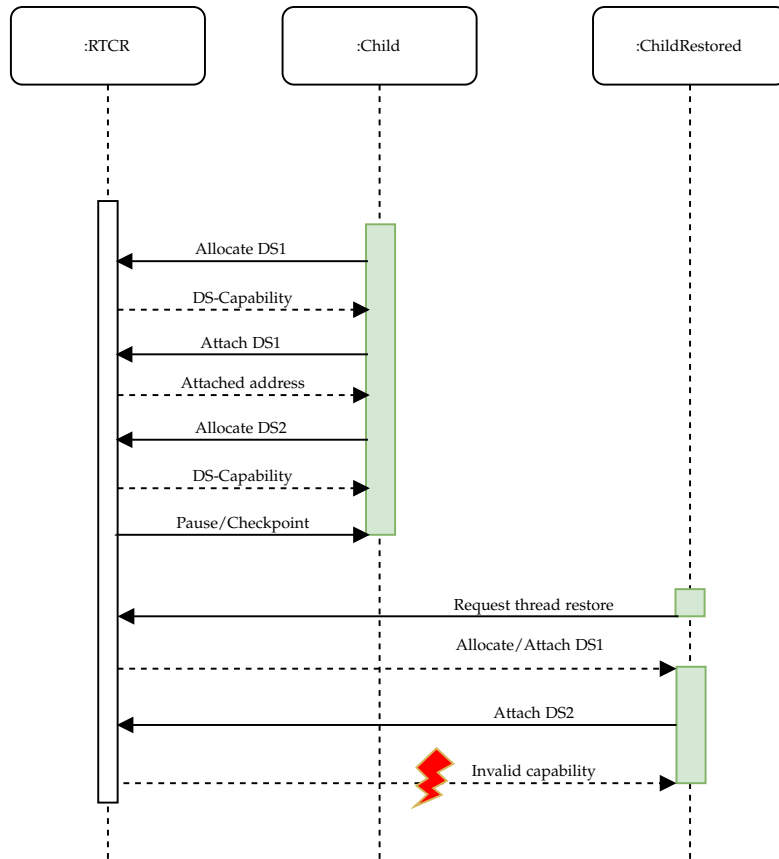 :RTCR
:Child
:ChildRestored
Allocate DS1
DS-Capability
Attach DS1
Attached address
Allocate DS2
DS-Capability
Pause/Checkpoint
Request thread restore
Allocate/Attach DS1
Attach DS2
Invalid capability